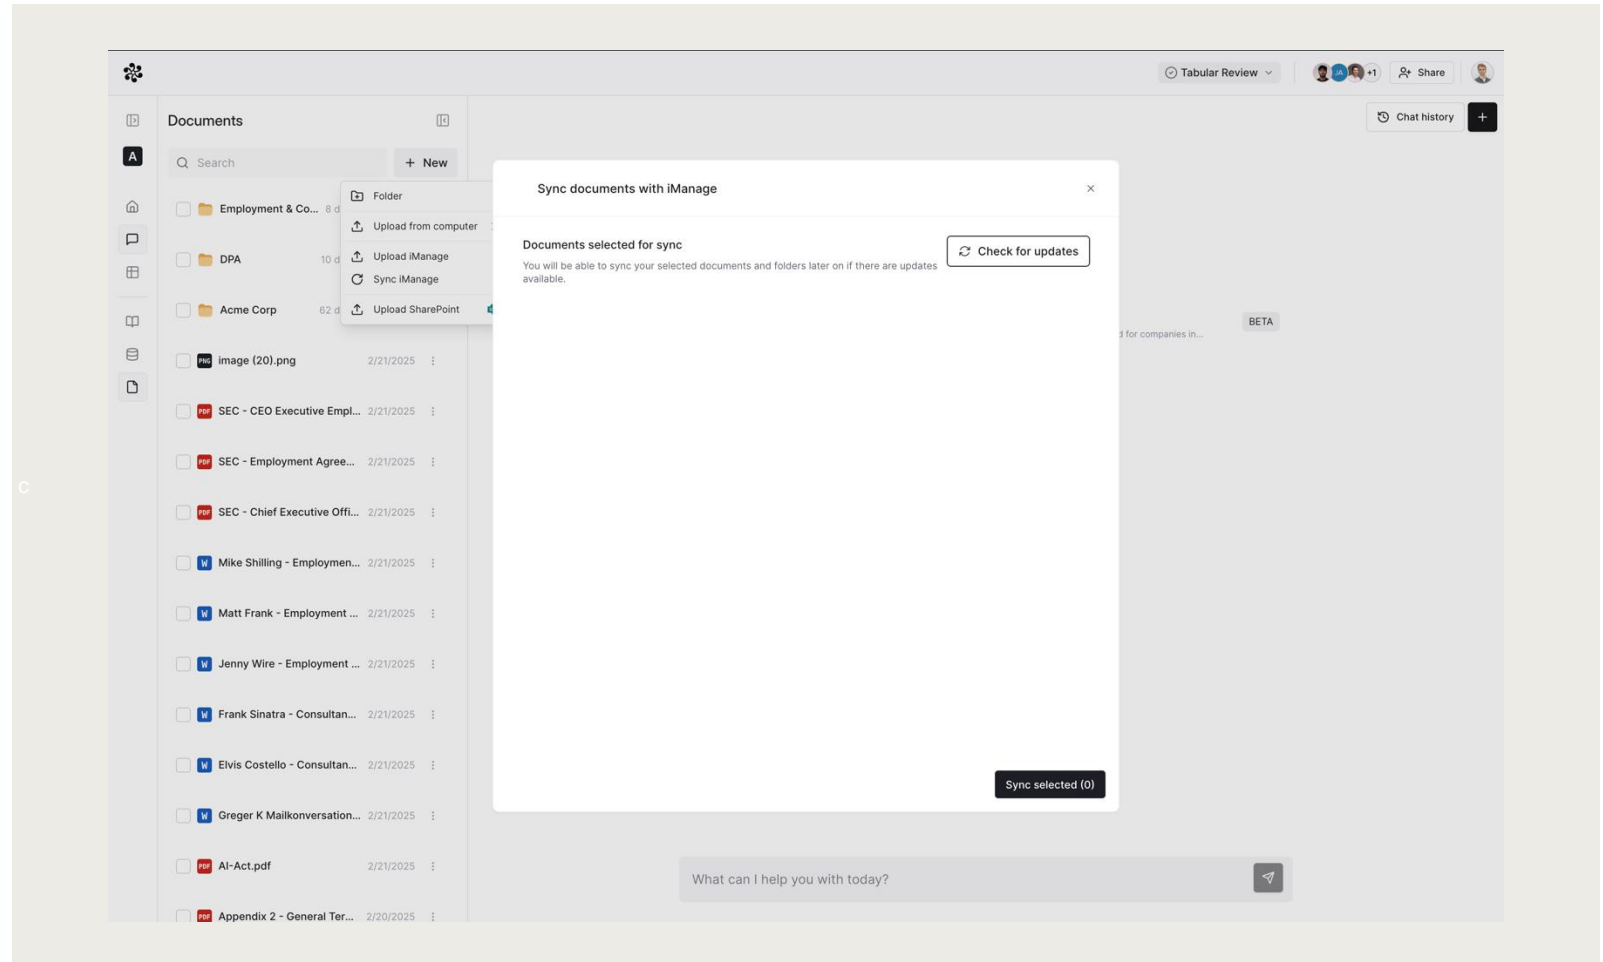 Tabular Review
JA
+1
Share
Documents
Chat history
+
A
Search
+ New
Sync documents with iManage
Folder
Employment & Co... 8 d
Upload from computer
Documents selected for sync
Check for updates
You will be able to sync your selected documents and folders later on if there are updates
available.
DPA 10 d
Upload iManage
Sync iManage
Acme Corp 62 d
Upload SharePoint
BETA
d for companies in...
PNG image (20).png 2/21/2025
PDF SEC - CEO Executive Empl... 2/21/2025
PDF SEC - Employment Agree... 2/21/2025
C
PDF SEC - Chief Executive Offi... 2/21/2025
W Mike Shilling - Employmen... 2/21/2025
W Matt Frank - Employment ... 2/21/2025
W Jenny Wire - Employment ... 2/21/2025
W Frank Sinatra - Consultan... 2/21/2025
W Elvis Costello - Consultan... 2/21/2025
Sync selected (0)
W Greger K Mailkonversation... 2/21/2025
PDF AI-Act.pdf 2/21/2025
What can I help you with today?
PDF Appendix 2 - General Ter... 2/20/2025